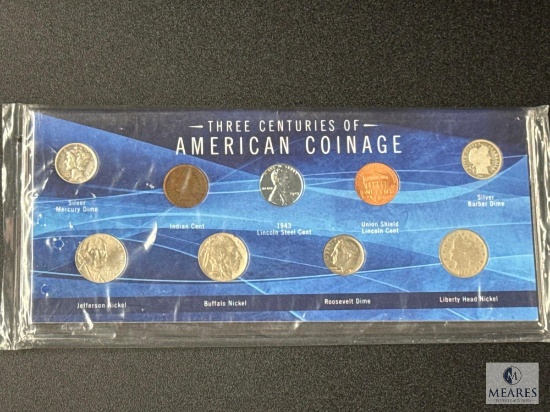 THREE CENTURIES OF
AMERICAN COINAGE
Silver
Mercury Dime
Indian Cent
1943
Lincoln Steel Cent
Union Shield
Lincoln Cent
Silver
Barber Dime
Jefferson Nickel
Buffalo Nickel
Roosevelt Dime
Liberty Head Nickel
M
MEARES